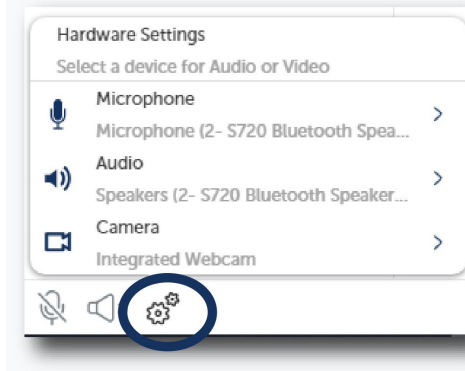 Hardware Settings
Select a device for Audio or Video
Microphone
Microphone (2- S720 Bluetooth Spea...
Audio
Speakers (2- S720 Bluetooth Speaker...
Camera
Integrated Webcam